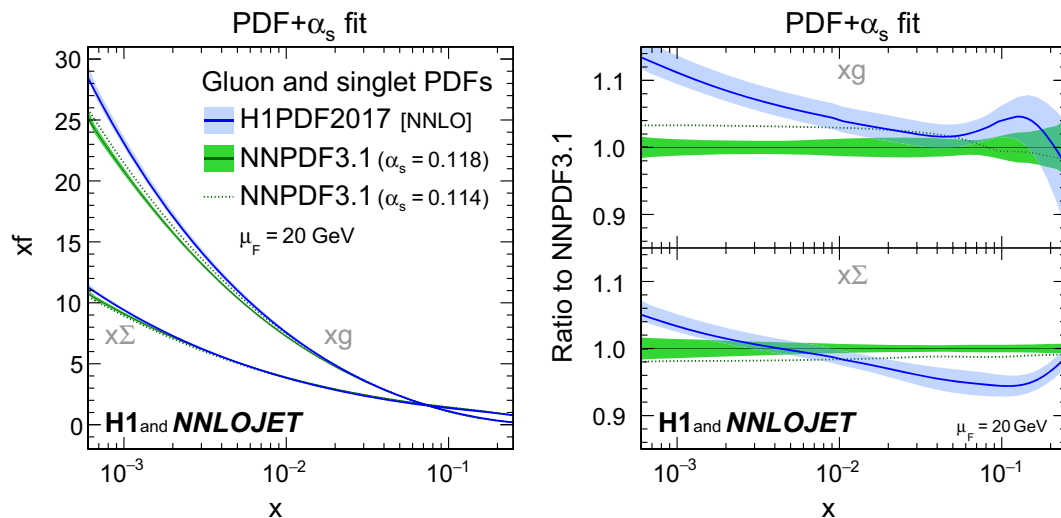 PDF+αs fit
30
25
20
15
10
5
0
xf
Gluon and singlet PDFs
H1PDF2017 [NNLO]
NNPDF3.1 (αs = 0.118)
NNPDF3.1 (αs = 0.114)
μF = 20 GeV
xΣ
xg
H1 and NNLOJET
10−3
10−2
10−1
x
PDF+αs fit
Ratio to NNPDF3.1
1.1
1.0
0.9
xg
1.1
1.0
0.9
xΣ
H1 and NNLOJET
μF = 20 GeV
10−3
10−2
10−1
x